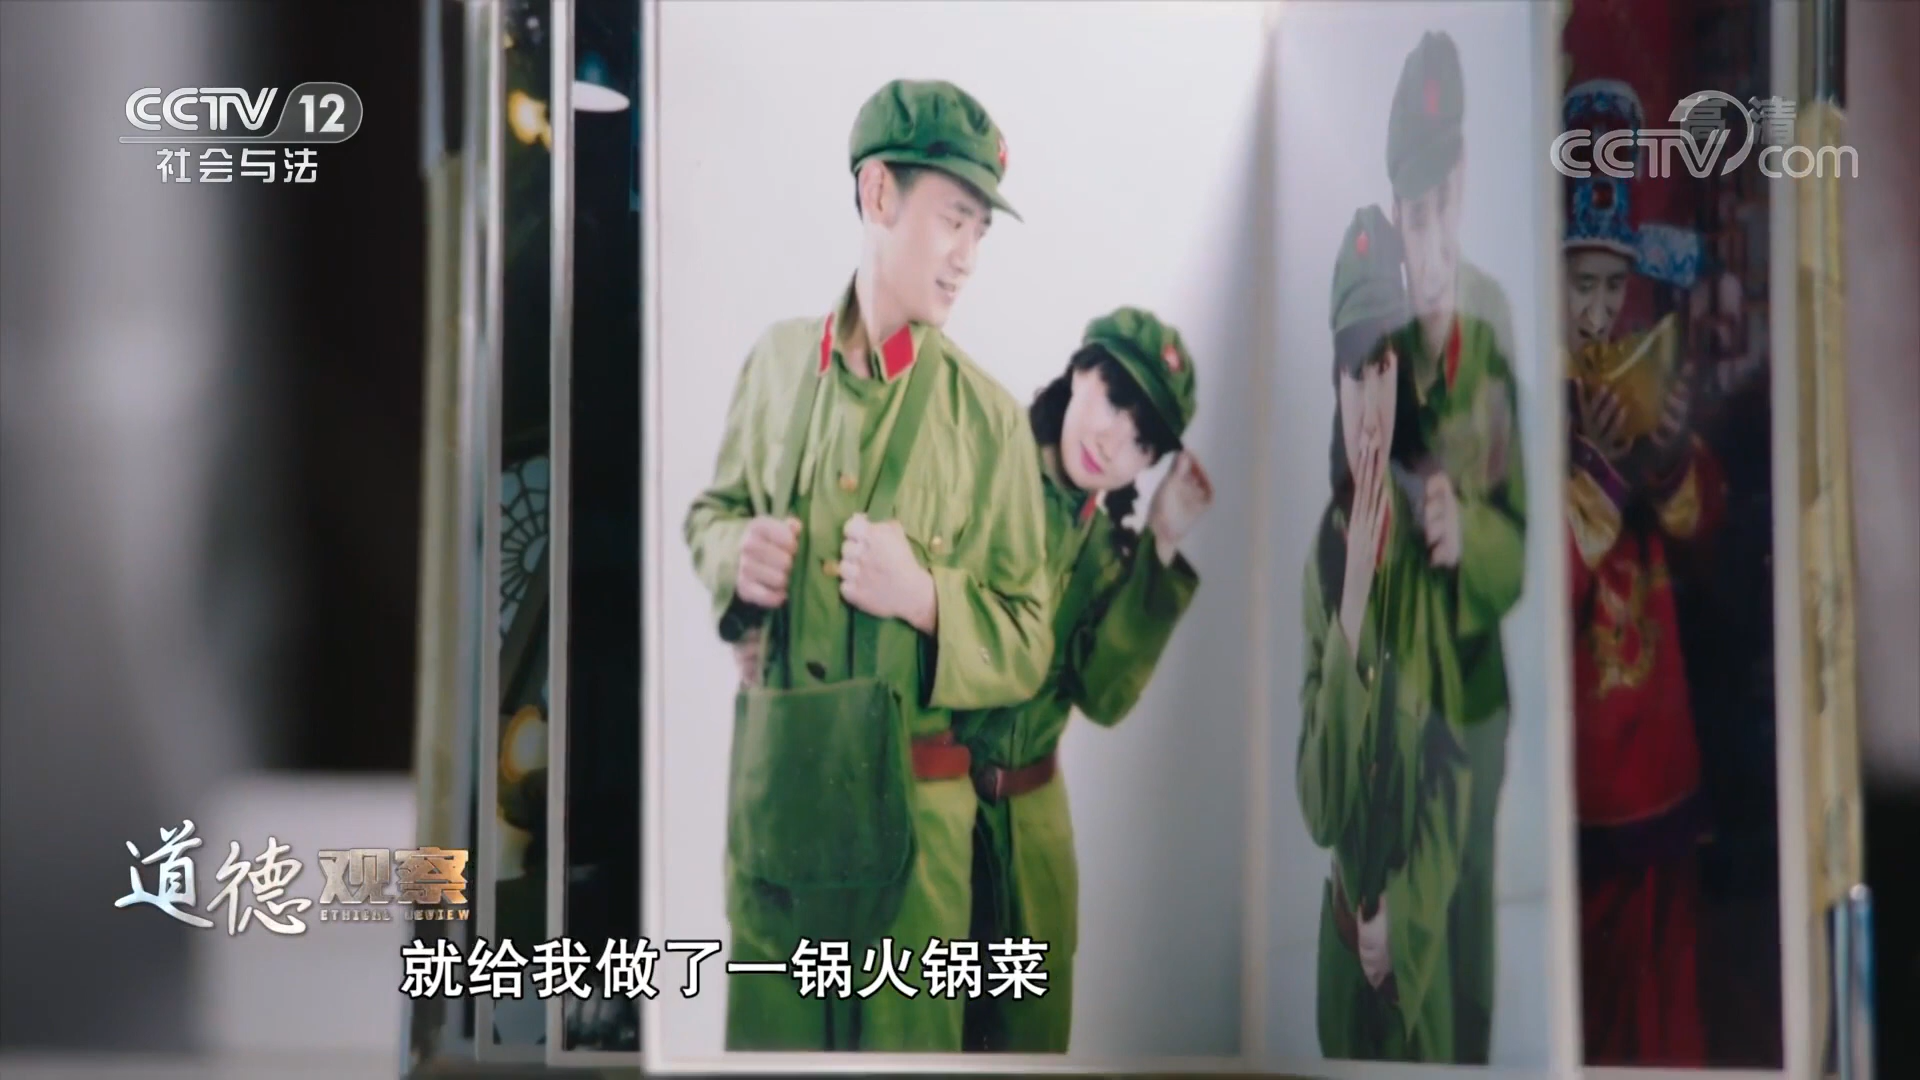 CCTV 12
社会与法
高清
CCTV com
道德观察
ETHICAL REVIEW
就给我做了一锅火锅菜